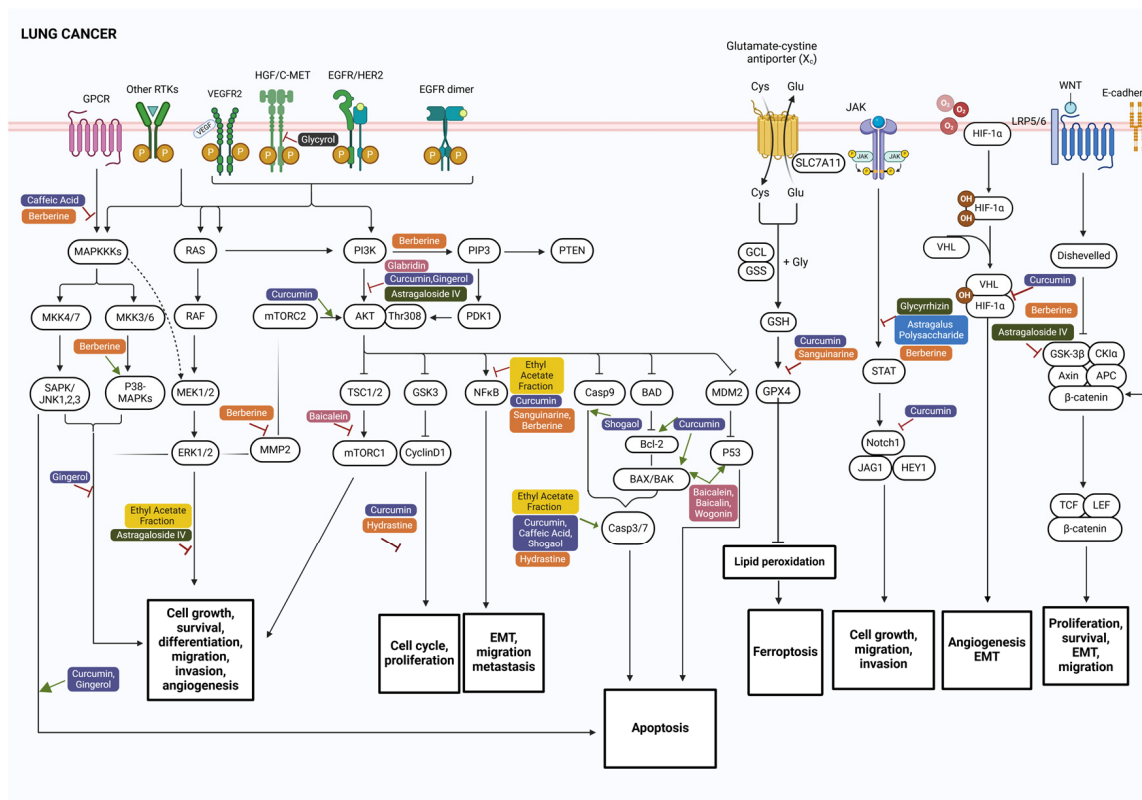 LUNG CANCER
GPCR
Other RTKs
VEGFR2
VEGF
HGF/C-MET
EGFR/HER2
EGFR dimer
P P
P P
P P
P P
P P
Glycyrol
Glutamate-cystine
antiporter (X꜀)
Cys Glu
SLC7A11
Cys Glu
JAK
P P
JAK JAK
P P
O₂ O₂
O₂
HIF-1α
LRP5/6
WNT
E-cadher
Caffeic Acid
Berberine
MAPKKKs
RAS
PI3K
Berberine
PIP3
PTEN
GCL
GSS
+ Gly
OH
HIF-1α
OH
VHL
Dishevelled
Glabridin
Curcumin,Gingerol
Astragaloside IV
Curcumin
MKK4/7
MKK3/6
RAF
mTORC2
AKT
Thr308
PDK1
GSH
Glycyrrhizin
Astragalus
Polysaccharide
Berberine
VHL
OH
HIF-1α
Curcumin
Berberine
Astragaloside IV
Berberine
Curcumin
Sanguinarine
GSK-3β
CKlα
Axin
APC
β-catenin
SAPK/
JNK1,2,3
P38-
MAPKs
MEK1/2
TSC1/2
GSK3
NFκB
Ethyl
Acetate
Fraction
Curcumin
Sanguinarine,
Berberine
Casp9
BAD
MDM2
GPX4
STAT
Berberine
Baicalein
Shogaol
Curcumin
Curcumin
ERK1/2
MMP2
mTORC1
CyclinD1
Bcl-2
P53
Notch1
JAG1
HEY1
Gingerol
BAX/BAK
Baicalein,
Baicalin,
Wogonin
Ethyl Acetate
Fraction
Astragaloside IV
Curcumin
Hydrastine
Ethyl Acetate
Fraction
Curcumin,
Caffeic Acid,
Shogaol
Hydrastine
Casp3/7
TCF
LEF
β-catenin
Lipid peroxidation
Cell growth,
survival,
differentiation,
migration,
invasion,
angiogenesis
Cell cycle,
proliferation
EMT,
migration
metastasis
Ferroptosis
Cell growth,
migration,
invasion
Angiogenesis
EMT
Proliferation,
survival,
EMT,
migration
Curcumin,
Gingerol
Apoptosis